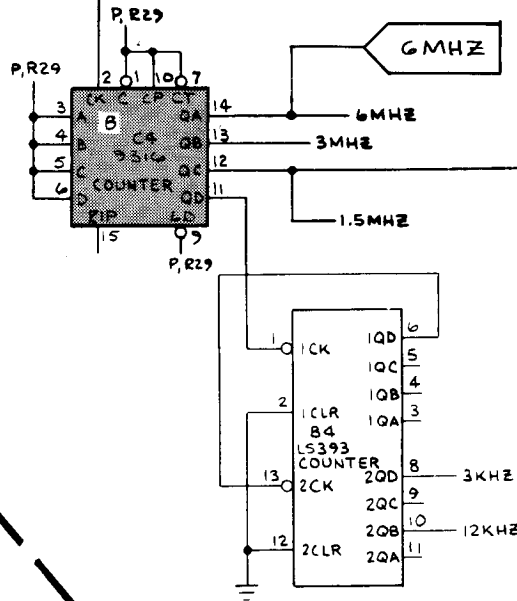 P, R29
6MHZ
P, R29
2 1 10 7
CK C CP CT
3 A B QA 14 6MHZ
4 B C4 QB 13 3MHZ
9316
5 C QC 12
COUNTER
6 D QD 11
1.5MHZ
RIP LD
15 9
P, R29
1 1CK 1QD 6
1QC 5
1QB 4
2 1CLR 1QA 3
B4
LS393
COUNTER
13 2CK 2QD 8 3KHZ
2QC 9
2QB 10 12KHZ
12 2CLR 2QA 11